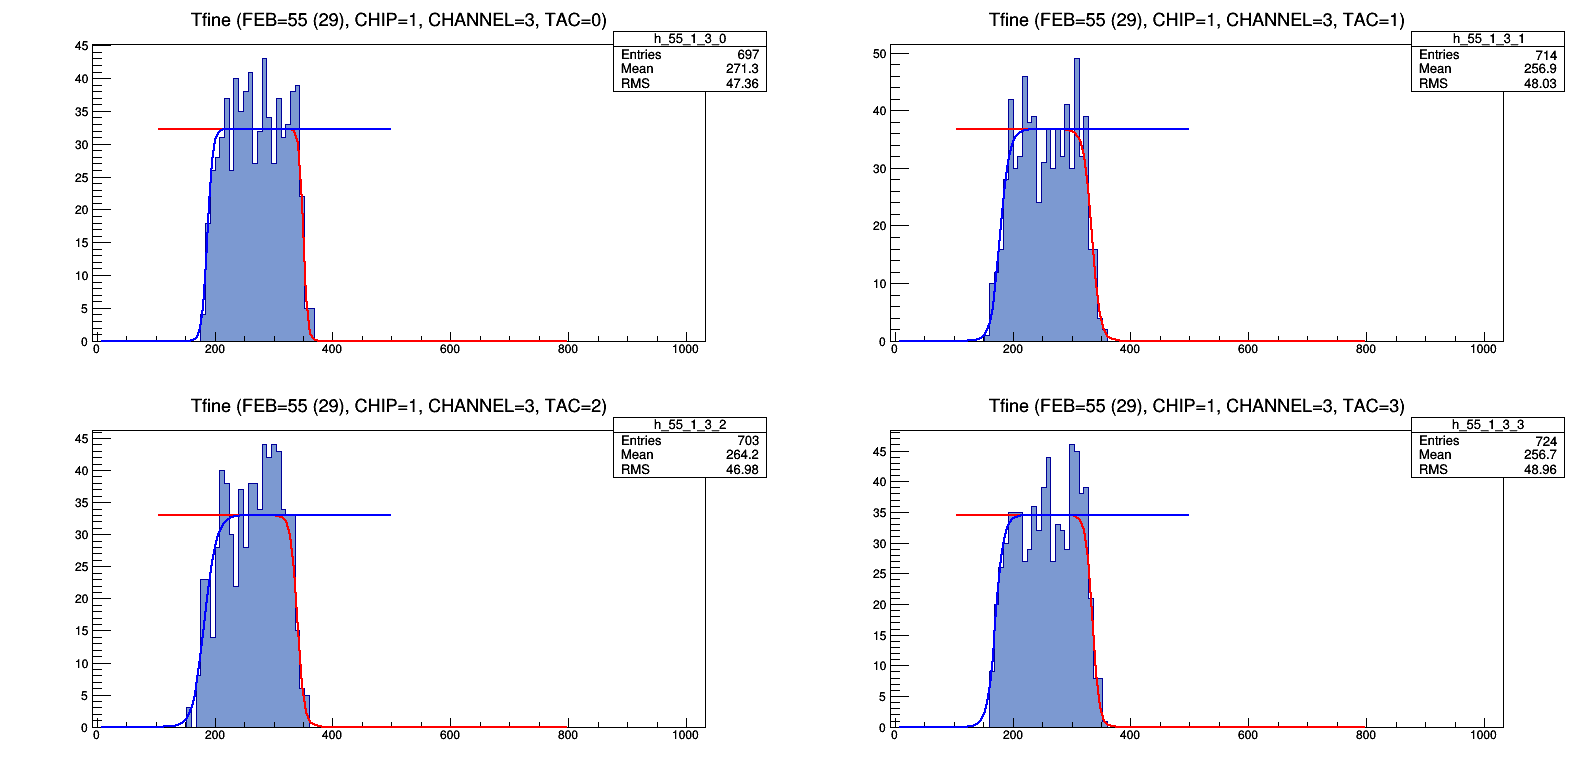 Tfine (FEB=55 (29), CHIP=1, CHANNEL=3, TAC=0)
h_55_1_3_0
Entries 697
Mean 271.3
RMS 47.36
45
40
35
30
25
20
15
10
5
0
0 200 400 600 800 1000
Tfine (FEB=55 (29), CHIP=1, CHANNEL=3, TAC=1)
h_55_1_3_1
Entries 714
Mean 256.9
RMS 48.03
50
40
30
20
10
0
0 200 400 600 800 1000
Tfine (FEB=55 (29), CHIP=1, CHANNEL=3, TAC=2)
h_55_1_3_2
Entries 703
Mean 264.2
RMS 46.98
45
40
35
30
25
20
15
10
5
0
0 200 400 600 800 1000
Tfine (FEB=55 (29), CHIP=1, CHANNEL=3, TAC=3)
h_55_1_3_3
Entries 724
Mean 256.7
RMS 48.96
45
40
35
30
25
20
15
10
5
0
0 200 400 600 800 1000